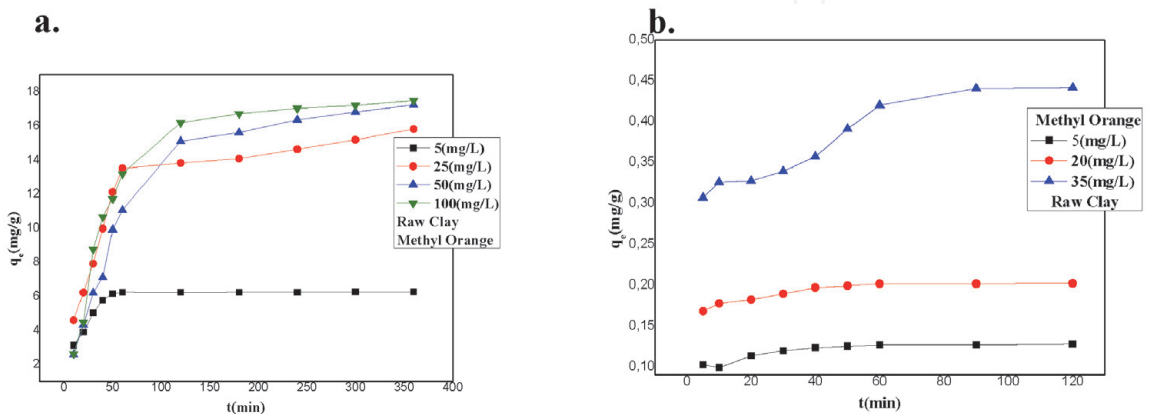 a.
18
16
14
12
10
8
6
4
2
qe(mg/g)
0 50 100 150 200 250 300 350 400
t(min)
5(mg/L)
25(mg/L)
50(mg/L)
100(mg/L)
Raw Clay
Methyl Orange
b.
0,50
0,45
0,40
0,35
0,30
0,25
0,20
0,15
0,10
qe(mg/g)
0 20 40 60 80 100 120
t(min)
Methyl Orange
5(mg/L)
20(mg/L)
35(mg/L)
Raw Clay